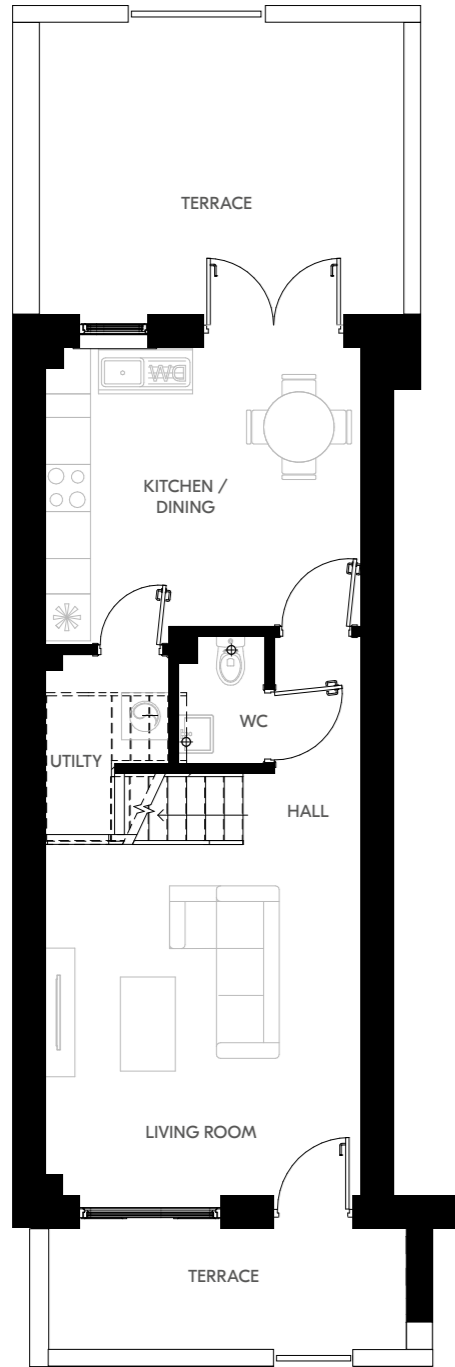 TERRACE
DW
KITCHEN /
DINING
WC
UTILTY
HALL
LIVING ROOM
TERRACE